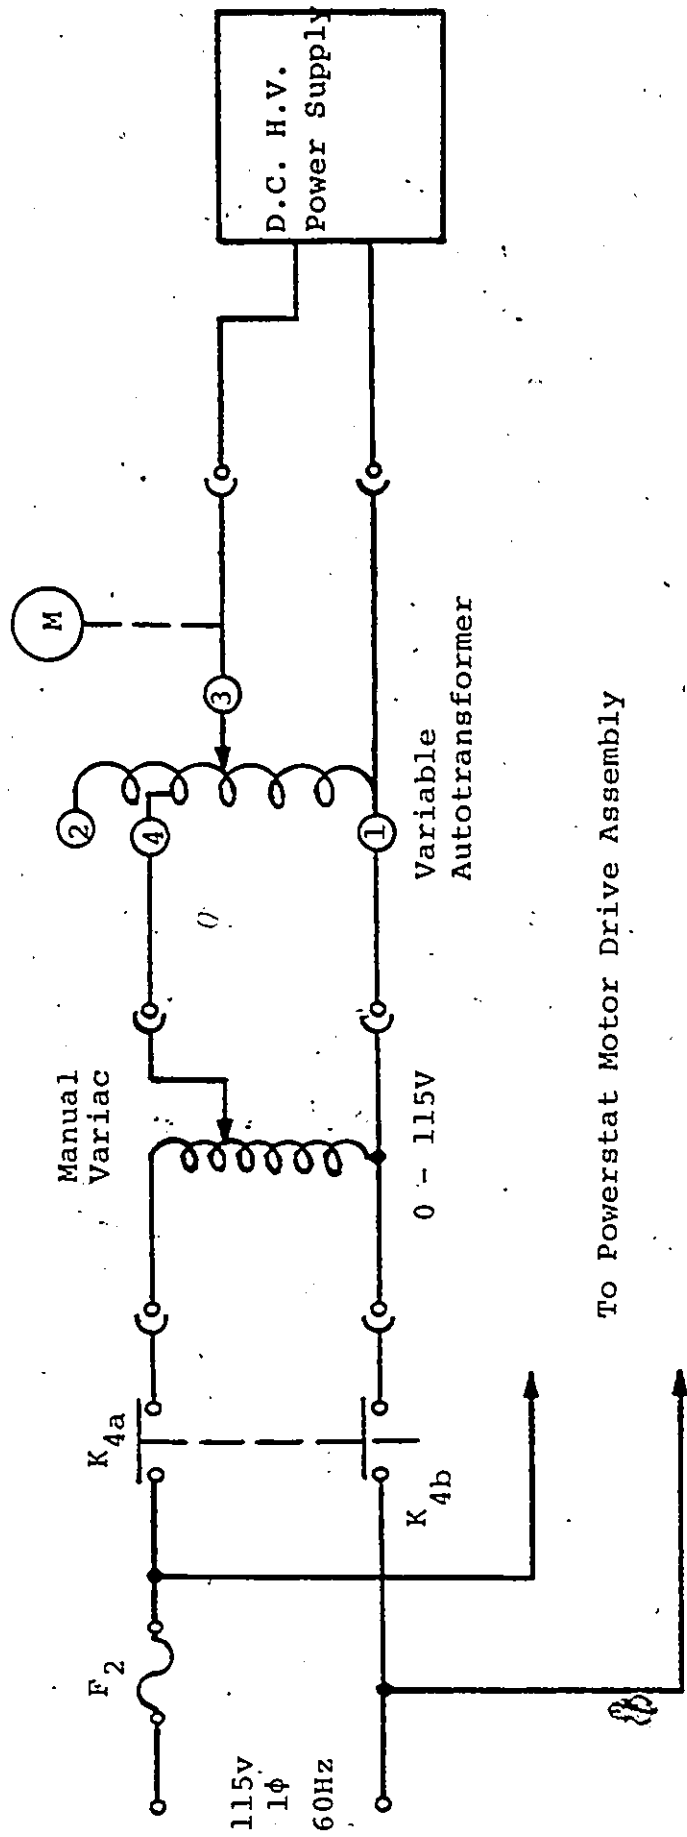 115v
1ϕ
60Hz
F2
K4a
K4b
Manual
Variac
0 - 115V
2
4
1
3
M
Variable
Autotransformer
D.C. H.V.
Power Supply
To Powerstat Motor Drive Assembly